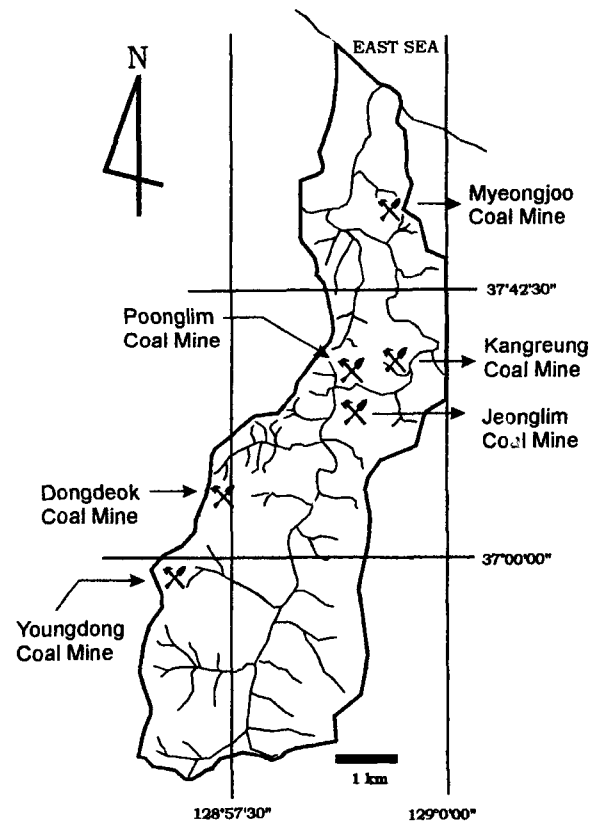 N
EAST SEA
Myeongjoo
Coal Mine
37°42'30"
Poonglim
Coal Mine
Kangreung
Coal Mine
Jeonglim
Coal Mine
Dongdeok
Coal Mine
37°00'00"
Youngdong
Coal Mine
1 km
128°57'30"
129°0'00"